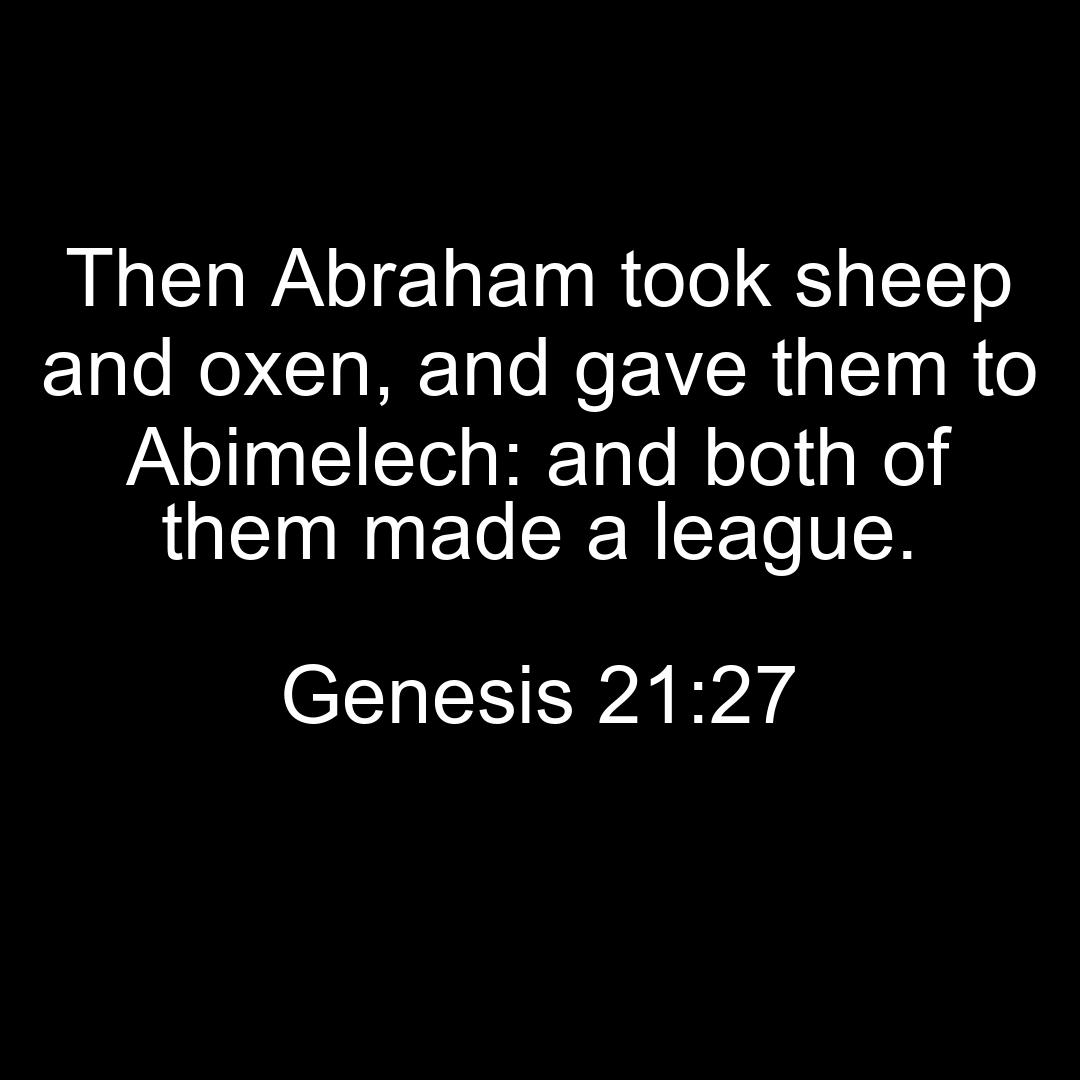 Then Abraham took sheep
and oxen, and gave them to
Abimelech: and both of
them made a league.
Genesis 21:27